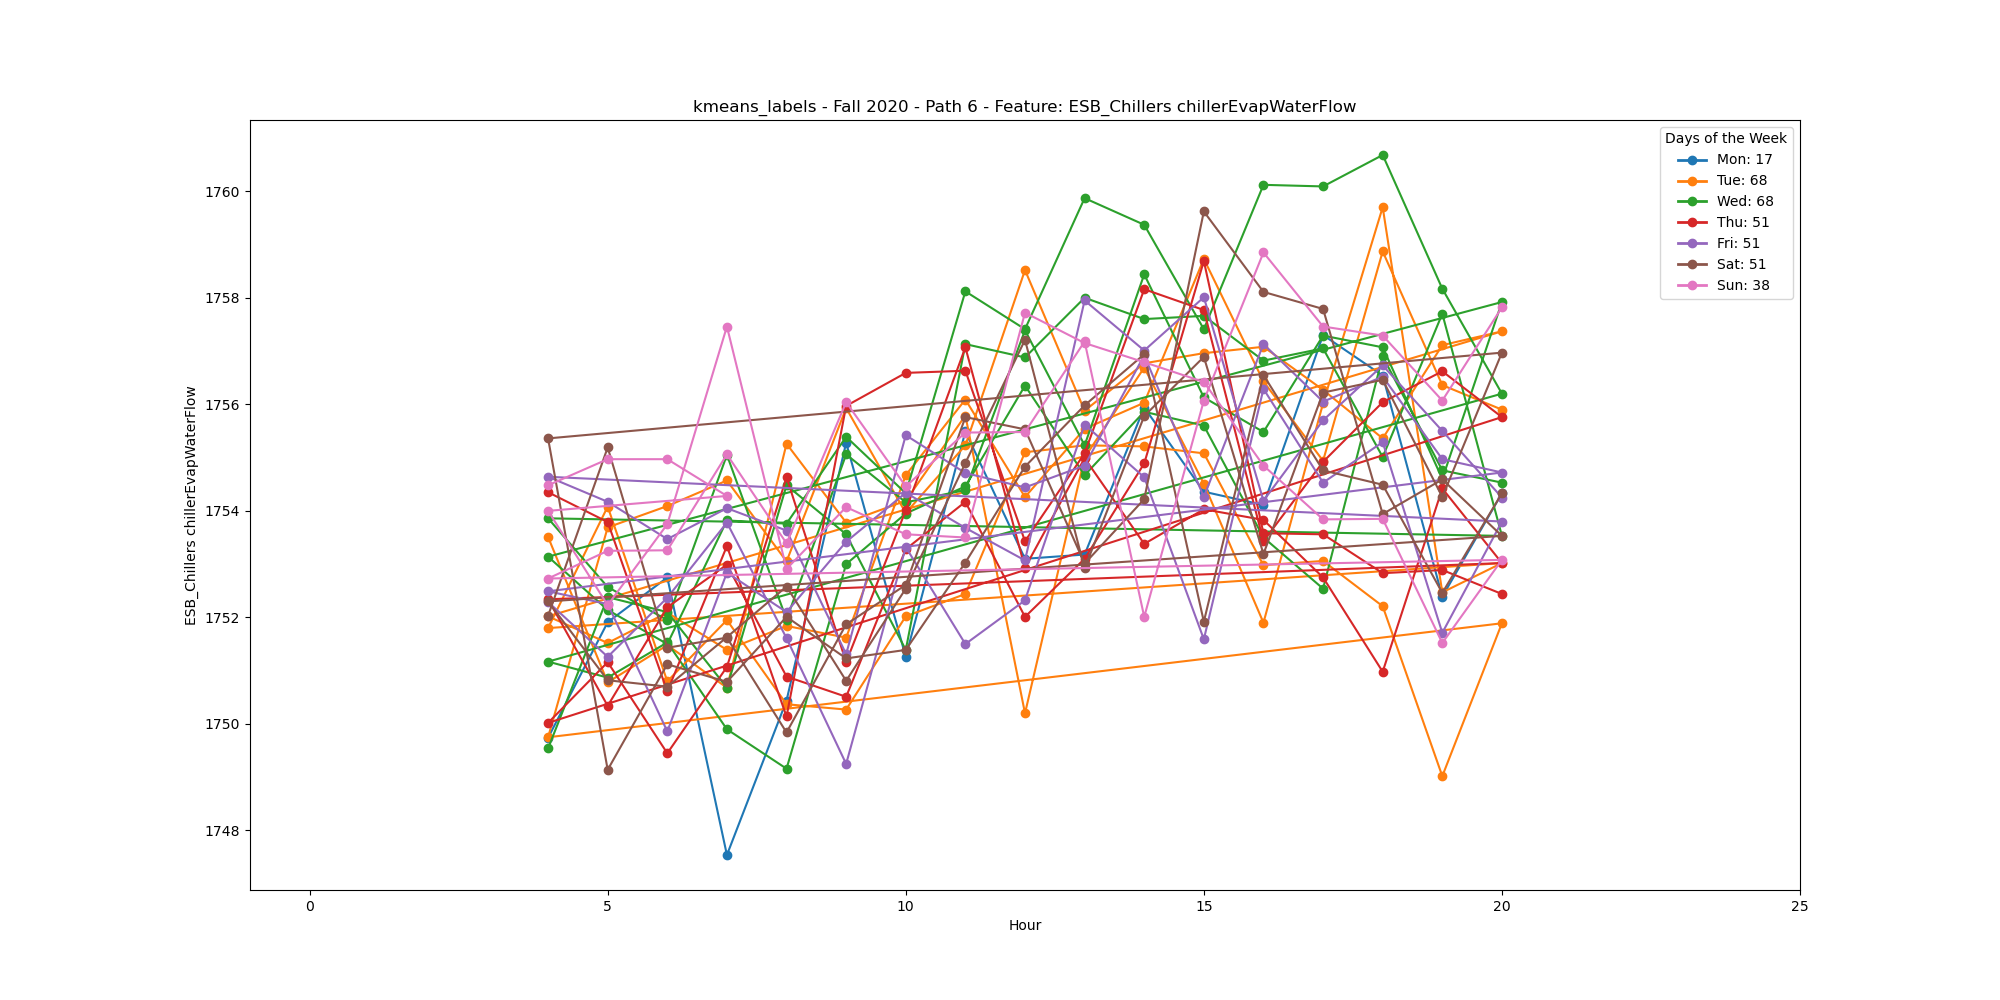 kmeans_labels - Fall 2020 - Path 6 - Feature: ESB_Chillers chillerEvapWaterFlow
Days of the Week
Mon: 17
Tue: 68
Wed: 68
Thu: 51
Fri: 51
Sat: 51
Sun: 38
ESB_Chillers chillerEvapWaterFlow
1760
1758
1756
1754
1752
1750
1748
0 5 10 15 20 25
Hour